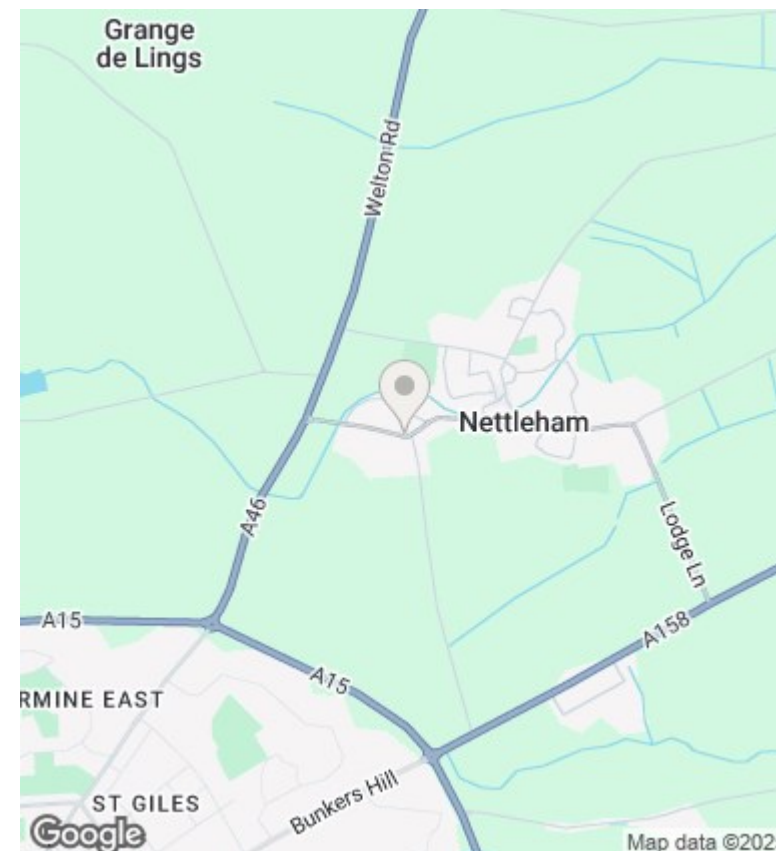 Grange
de Lings
Welton Rd
Nettleham
A46
Lodge Ln
A15
A158
A15
RMINE EAST
ST GILES
Bunkers Hill
Google
Map data ©202